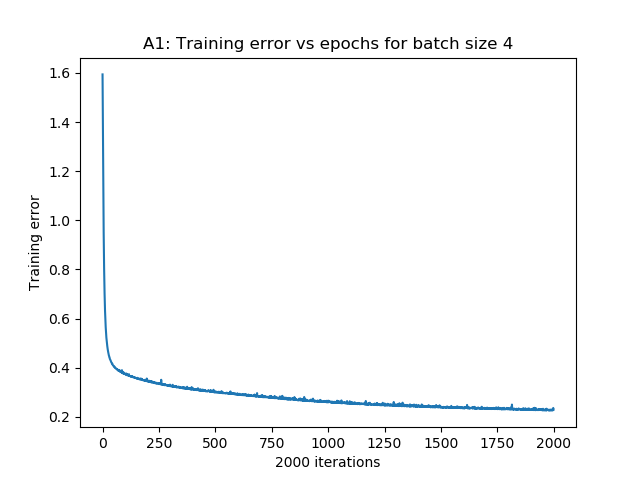 A1: Training error vs epochs for batch size 4
1.6
1.4
1.2
1.0
0.8
0.6
0.4
0.2
Training error
0 250 500 750 1000 1250 1500 1750 2000
2000 iterations